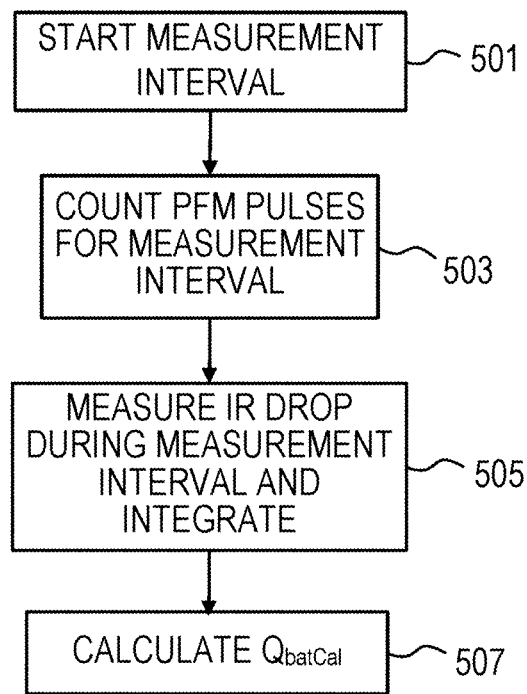 START MEASUREMENT
INTERVAL
501
COUNT PFM PULSES
FOR MEASUREMENT
INTERVAL
503
MEASURE IR DROP
DURING MEASUREMENT
INTERVAL AND
INTEGRATE
505
CALCULATE QbatCal
507